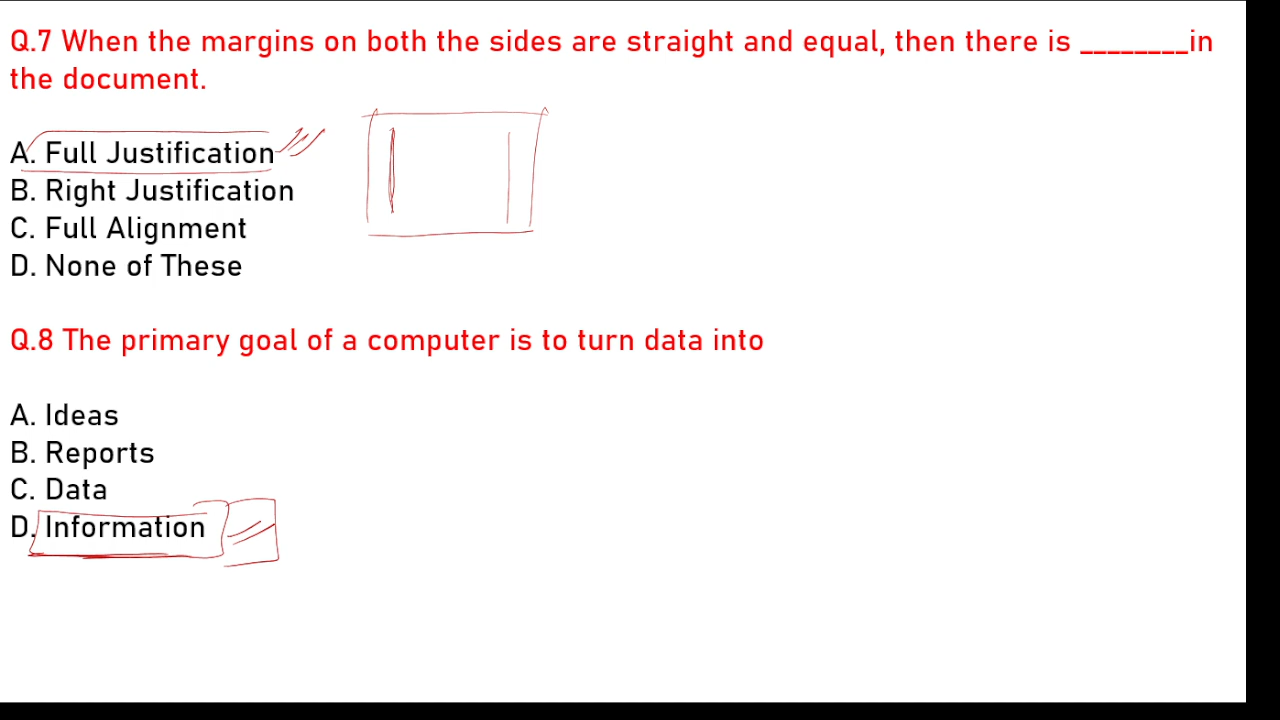 Q.7 When the margins on both the sides are straight and equal, then there is ________in
the document.
A. Full Justification
B. Right Justification
C. Full Alignment
D. None of These
Q.8 The primary goal of a computer is to turn data into
A. Ideas
B. Reports
C. Data
D. Information